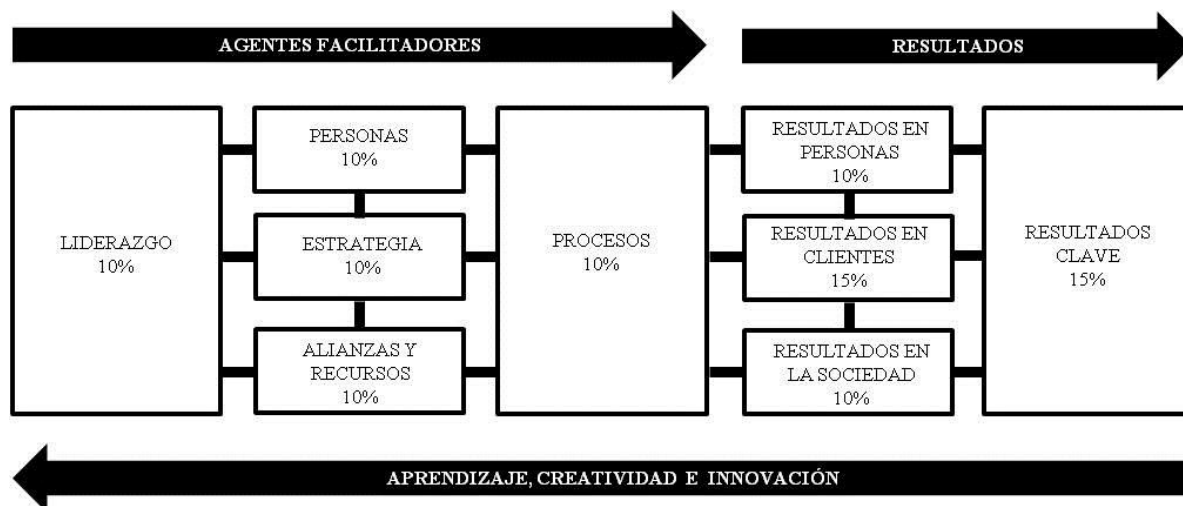 AGENTES FACILITADORES
RESULTADOS
LIDERAZGO
10%
PERSONAS
10%
ESTRATEGIA
10%
ALIANZAS Y
RECURSOS
10%
PROCESOS
10%
RESULTADOS EN
PERSONAS
10%
RESULTADOS EN
CLIENTES
15%
RESULTADOS EN
LA SOCIEDAD
10%
RESULTADOS
CLAVE
15%
APRENDIZAJE, CREATIVIDAD E INNOVACIÓN